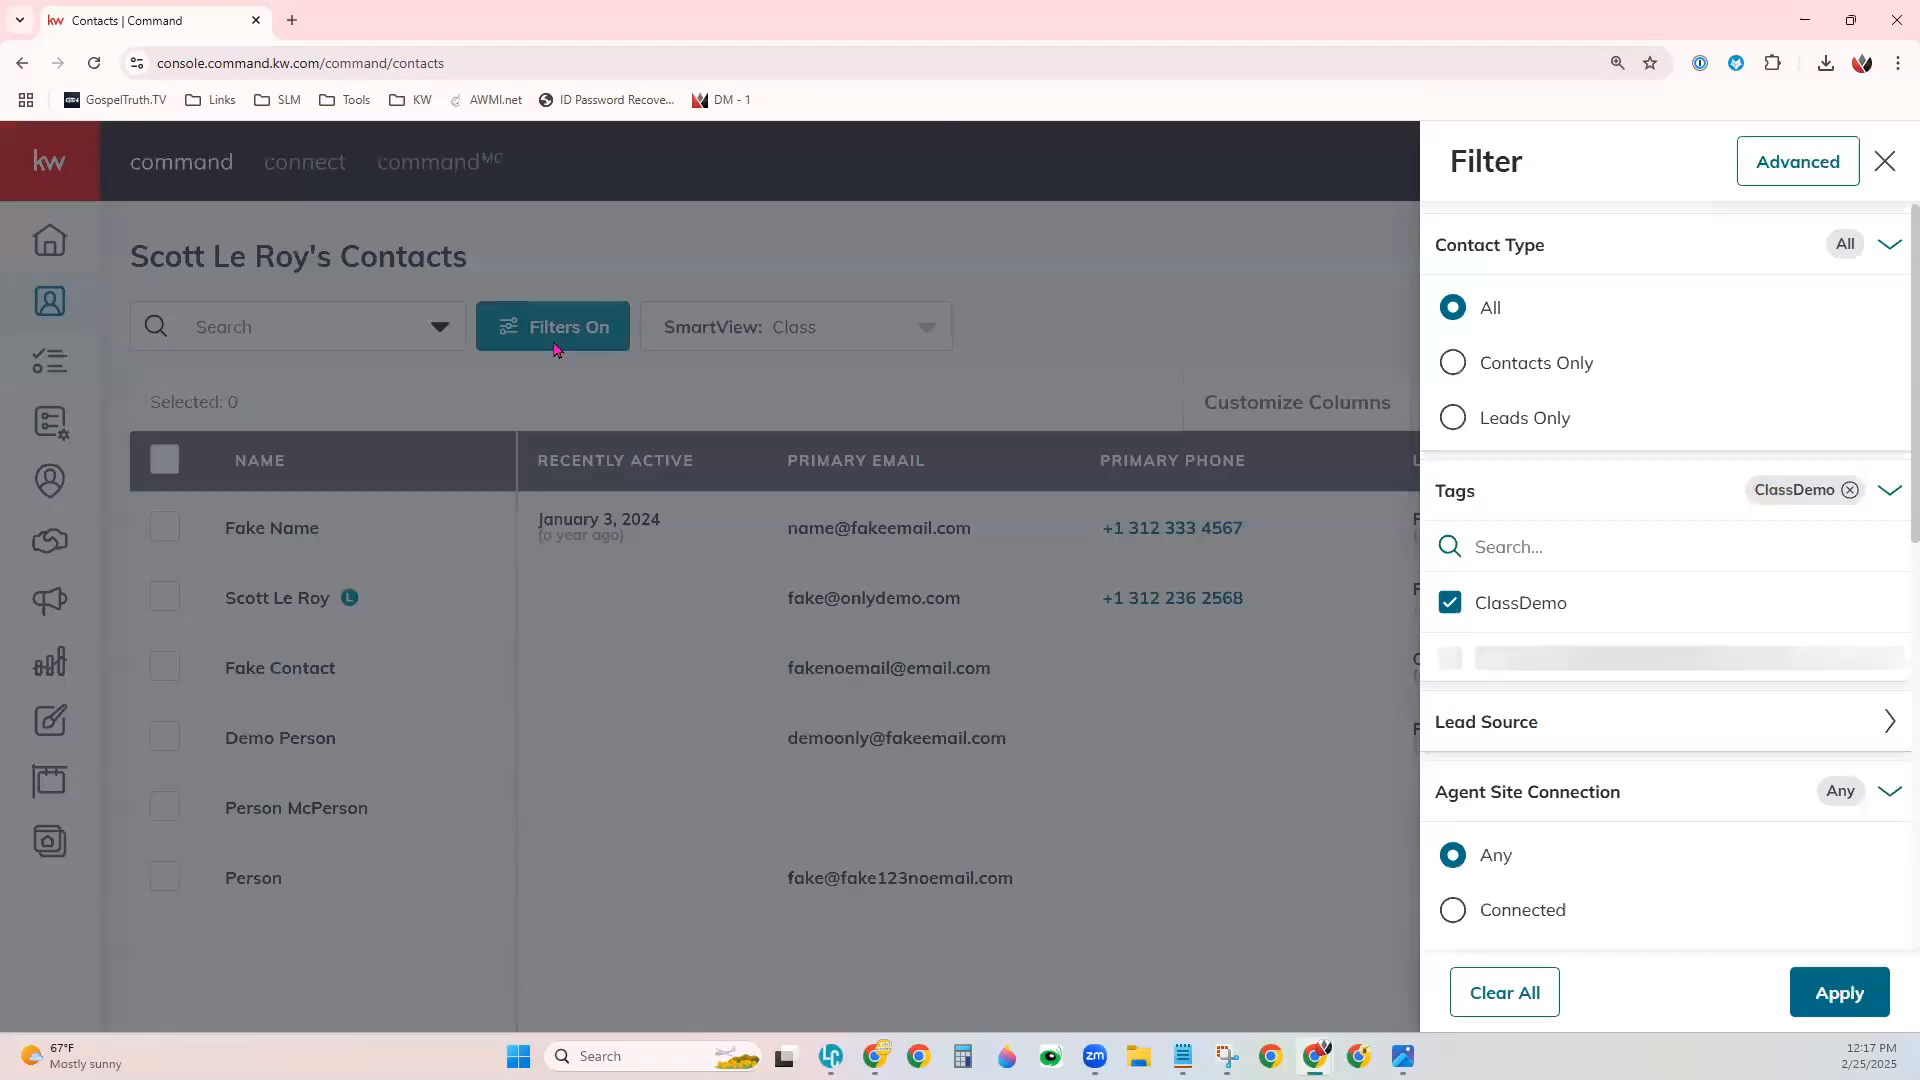 kw Contacts | Command
console.command.kw.com/command/contacts
GospelTruth.TV Links SLM Tools KW AWMI.net ID Password Recove... DM - 1
kw command connect command MC
Filter Advanced
Scott Le Roy's Contacts
Search Filters On SmartView: Class
Selected: 0 Customize Columns
NAME RECENTLY ACTIVE PRIMARY EMAIL PRIMARY PHONE
Fake Name January 3, 2024 name@fakeemail.com +1 312 333 4567
(a year ago)
Scott Le Roy L fake@onlydemo.com +1 312 236 2568
Fake Contact fakenoemail@email.com
Demo Person demoonly@fakeemail.com
Person McPerson
Person fake@fake123noemail.com
Contact Type All
All
Contacts Only
Leads Only
Tags ClassDemo
Search...
ClassDemo
Lead Source
Agent Site Connection Any
Any
Connected
Clear All Apply
67°F
Mostly sunny
Search
LC
zm
12:17 PM
2/25/2025